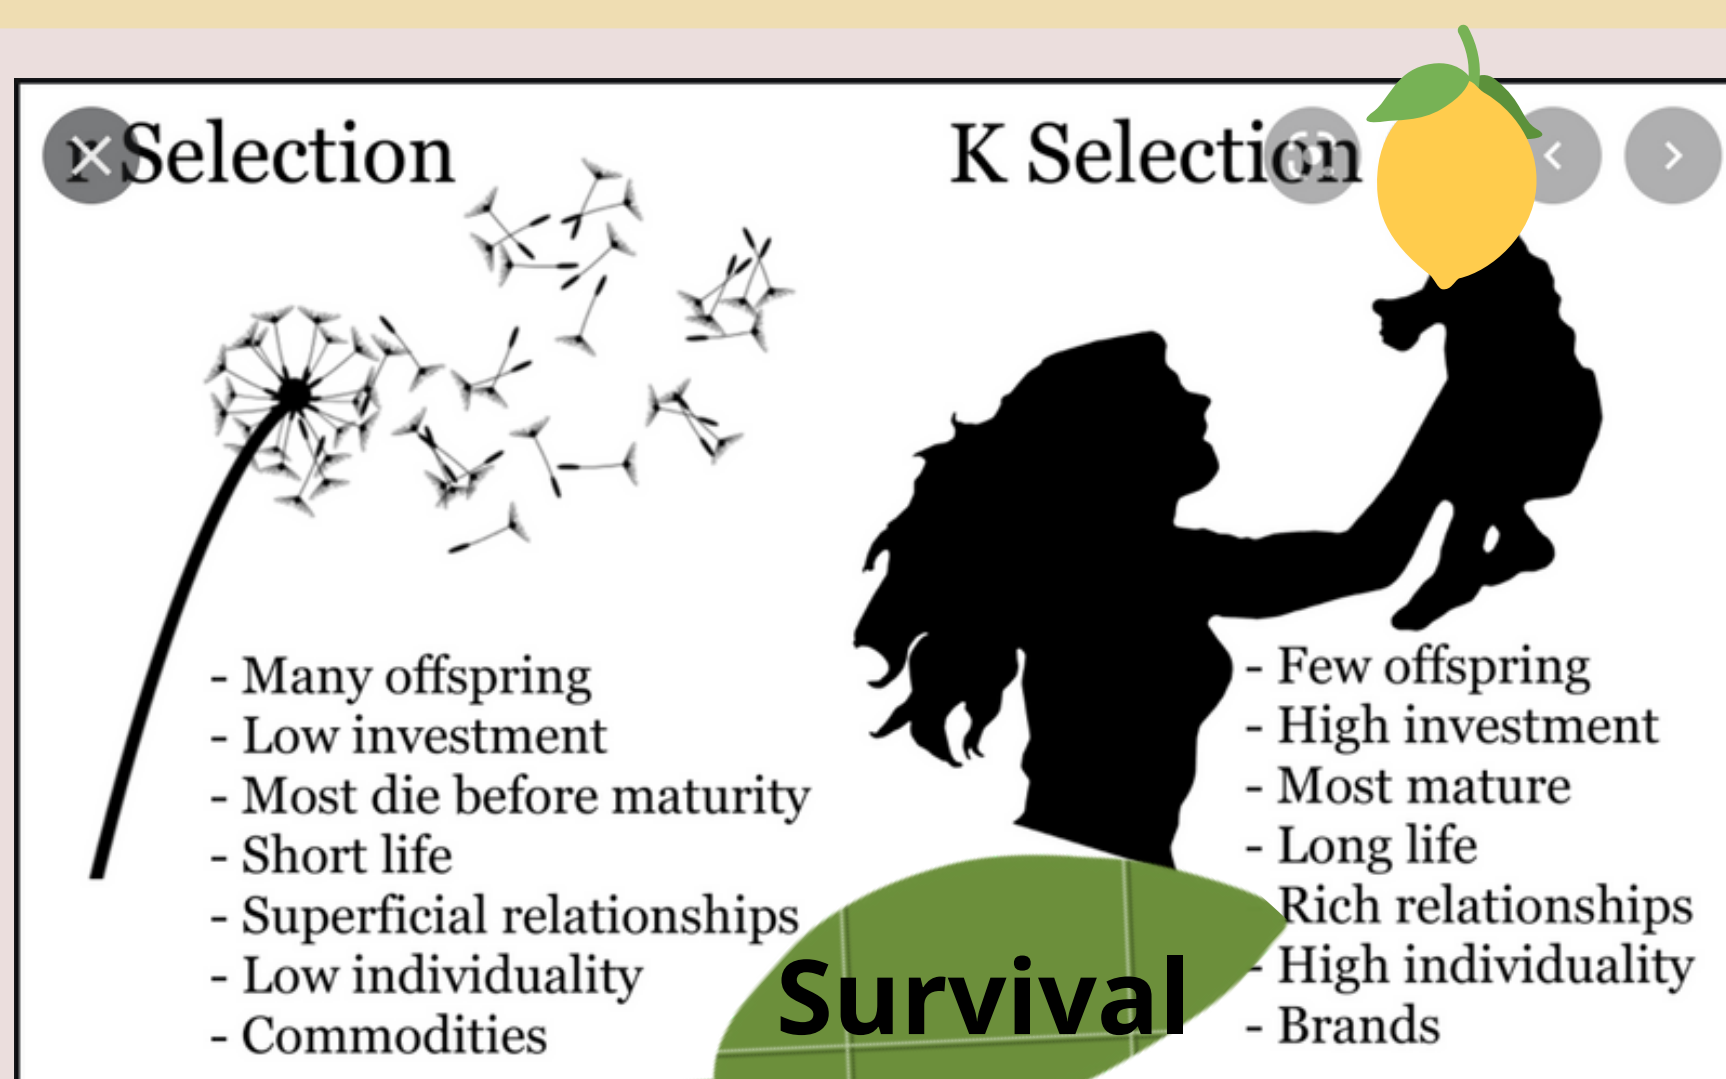 r Selection
K Selection
- Many offspring
- Low investment
- Most die before maturity
- Short life
- Superficial relationships
- Low individuality
- Commodities
- Few offspring
- High investment
- Most mature
- Long life
Rich relationships
- High individuality
- Brands
Survival